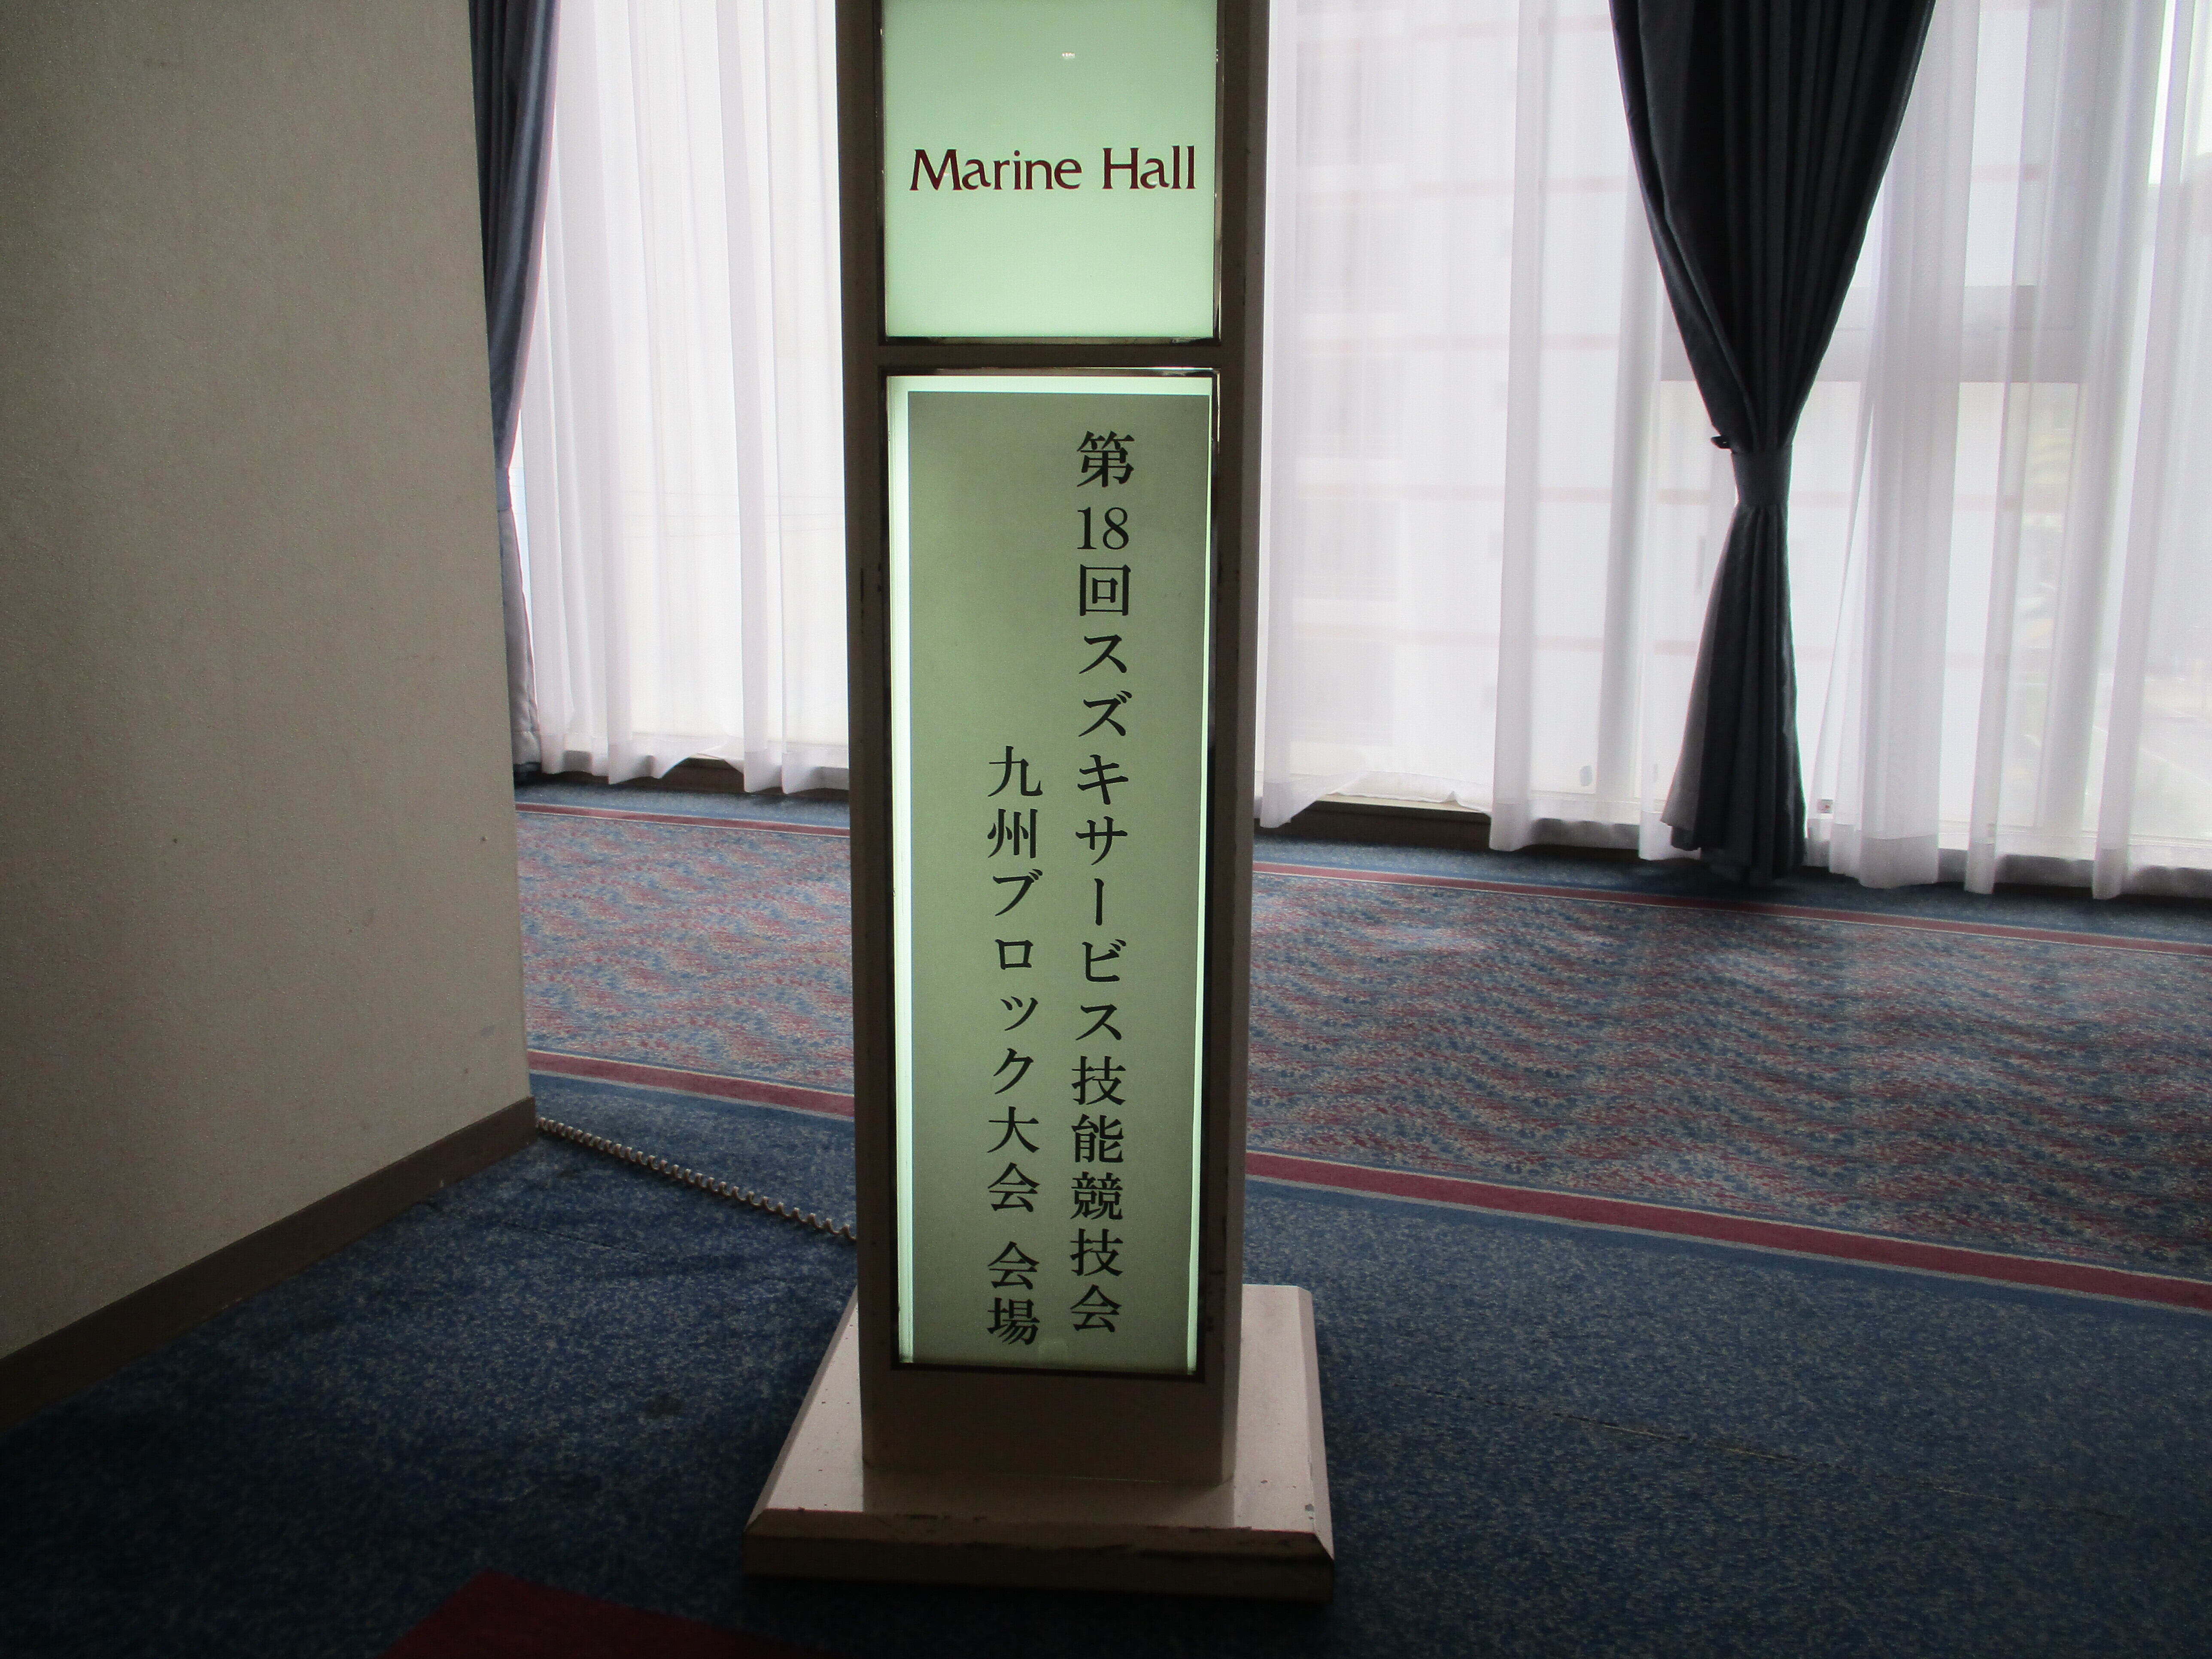 Marine Hall
第18回スズキサービス技能競技会
九州ブロック大会 会場